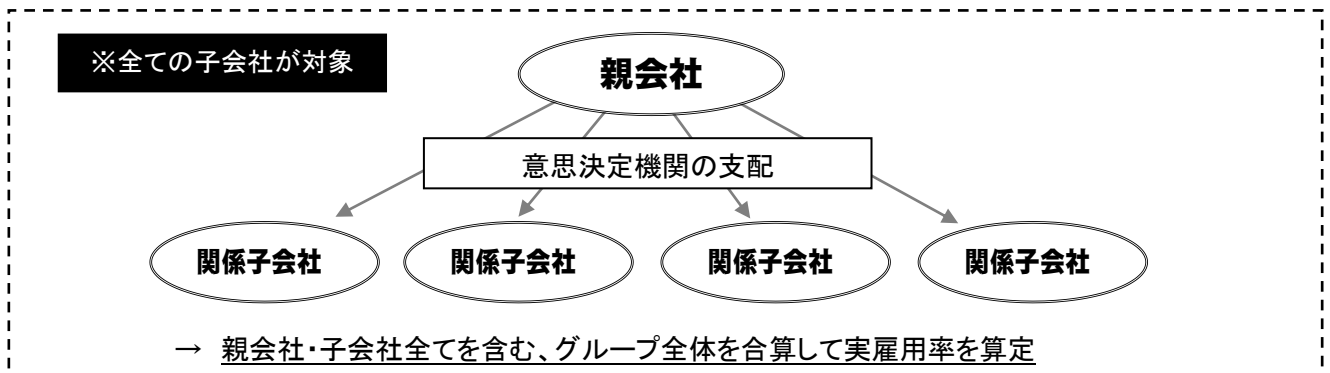 ※全ての子会社が対象
親会社
意思決定機関の支配
関係子会社 関係子会社 関係子会社 関係子会社
→ 親会社・子会社全てを含む、グループ全体を合算して実雇用率を算定